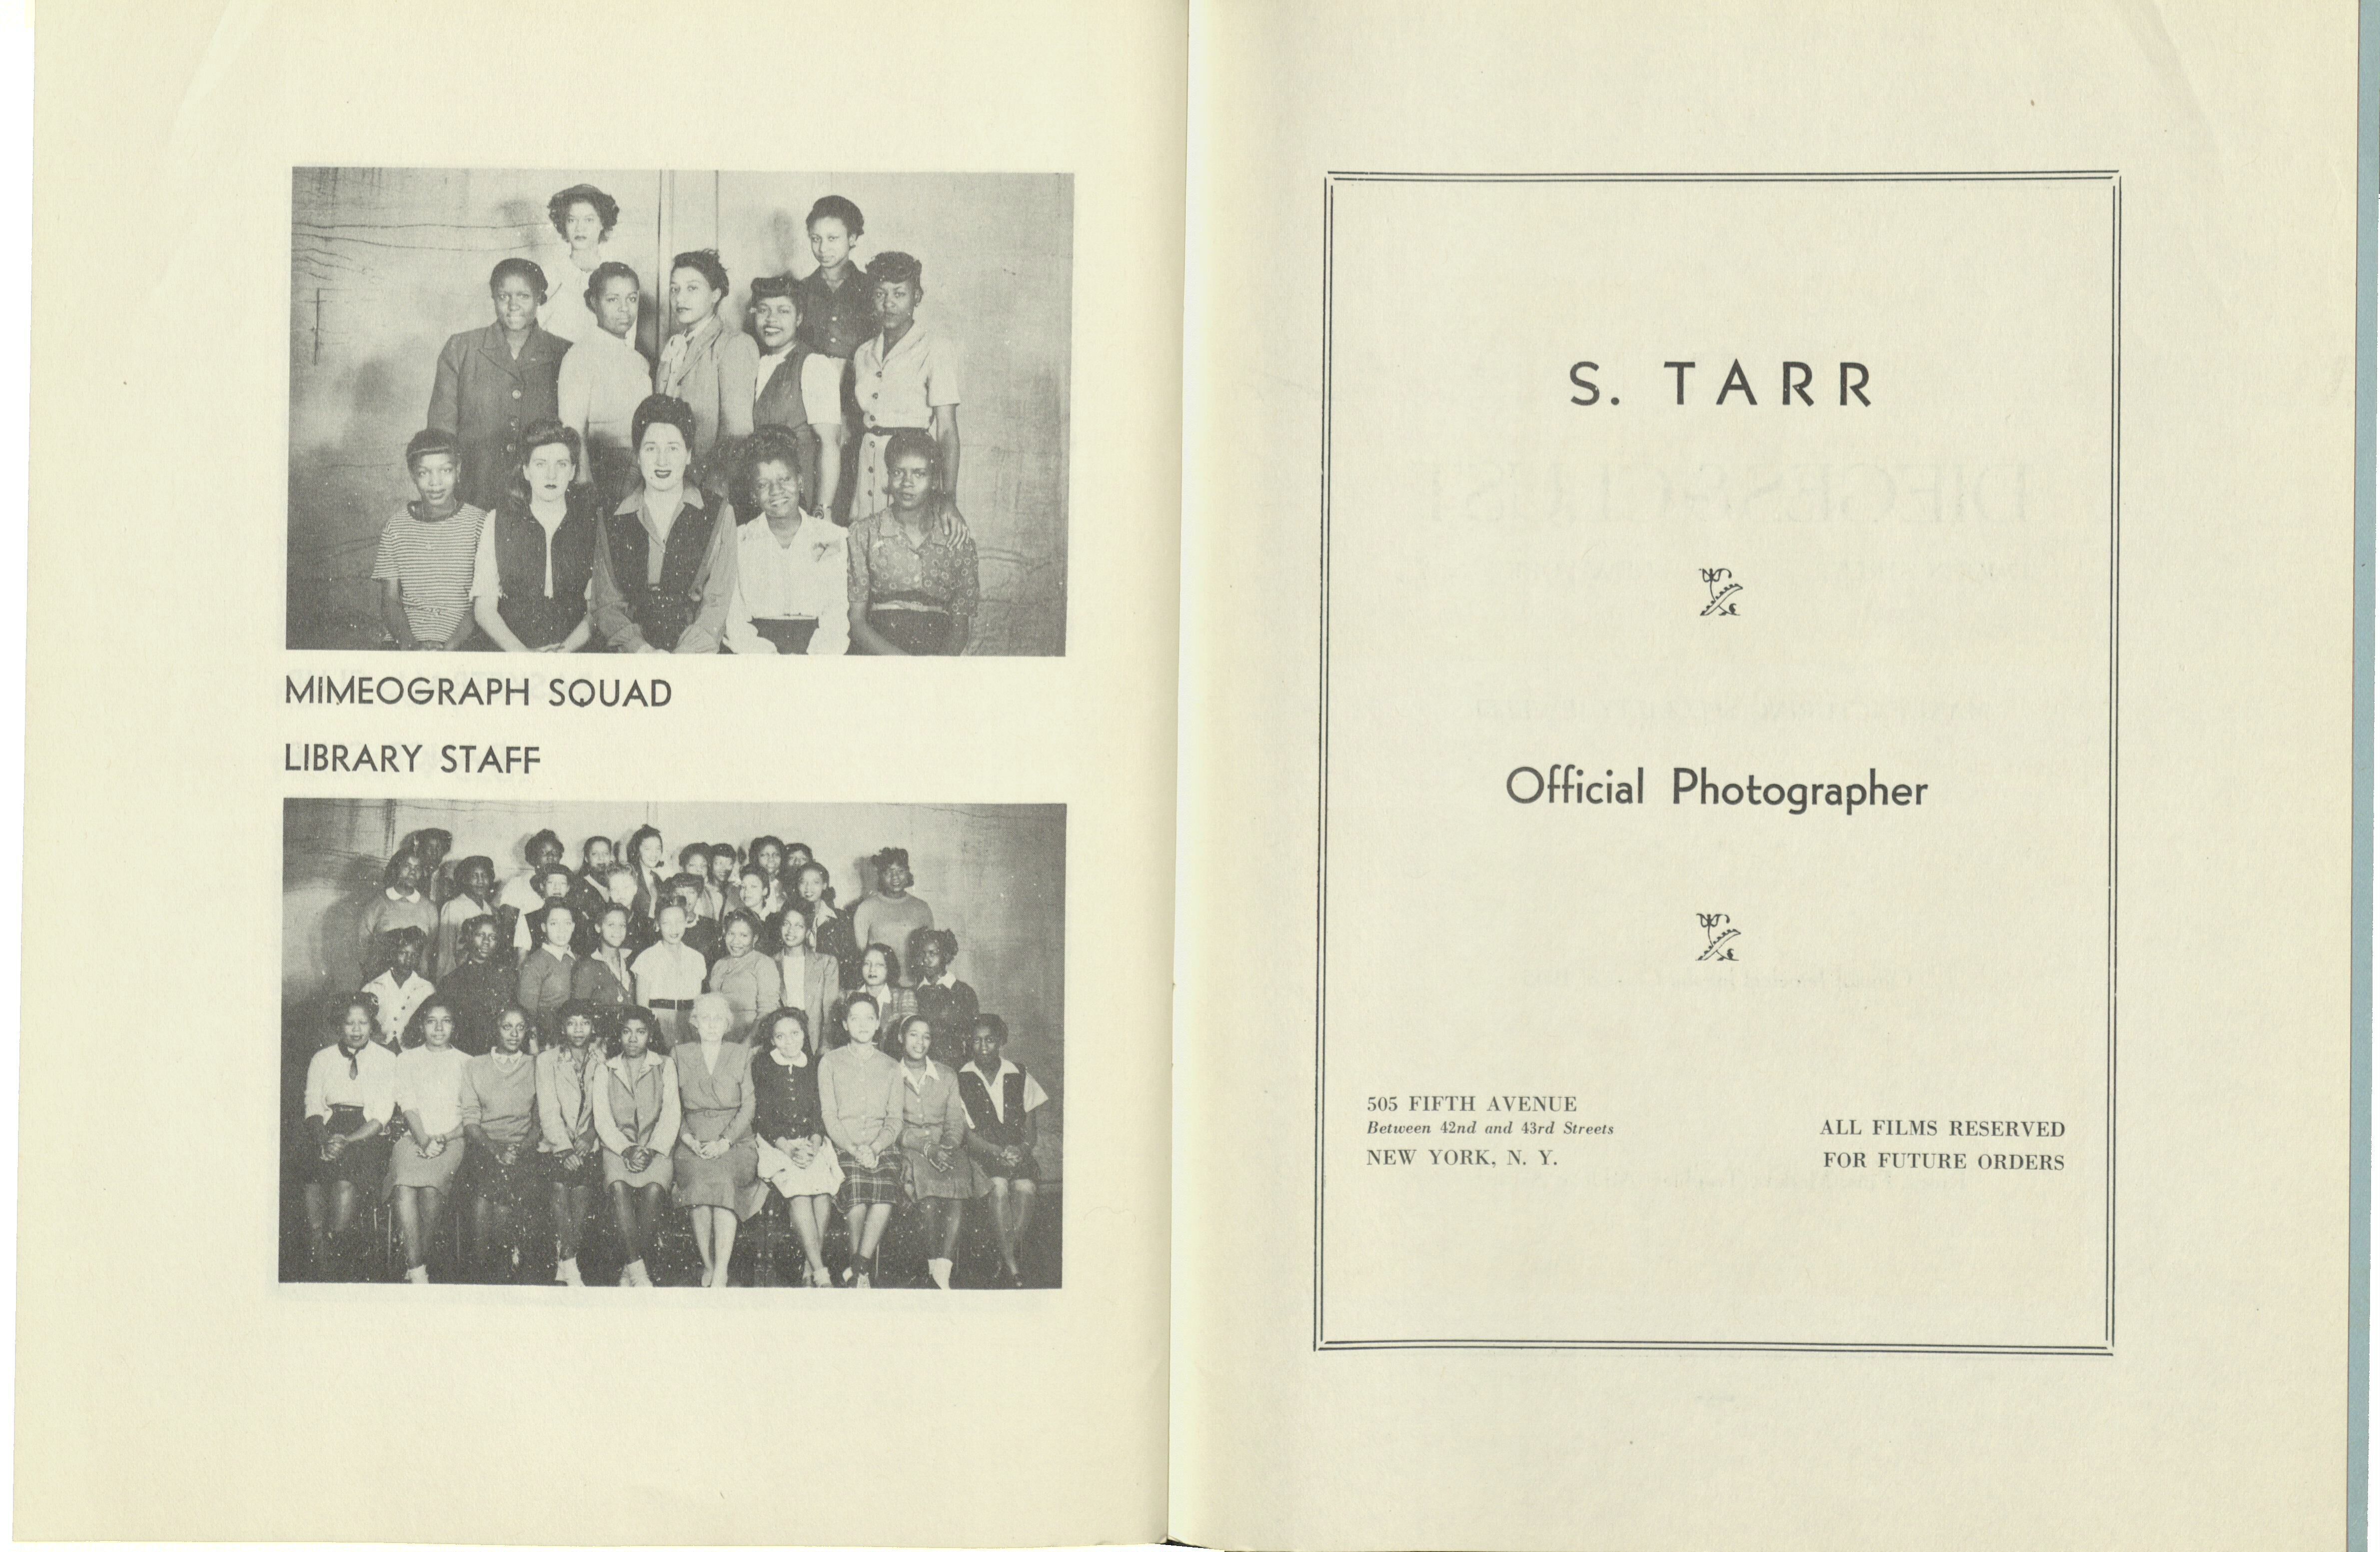 MIMEOGRAPH SQUAD
LIBRARY STAFF
S. TARR
Official Photographer
505 FIFTH AVENUE
Between 42nd and 43rd Streets
NEW YORK, N. Y.
ALL FILMS RESERVED
FOR FUTURE ORDERS